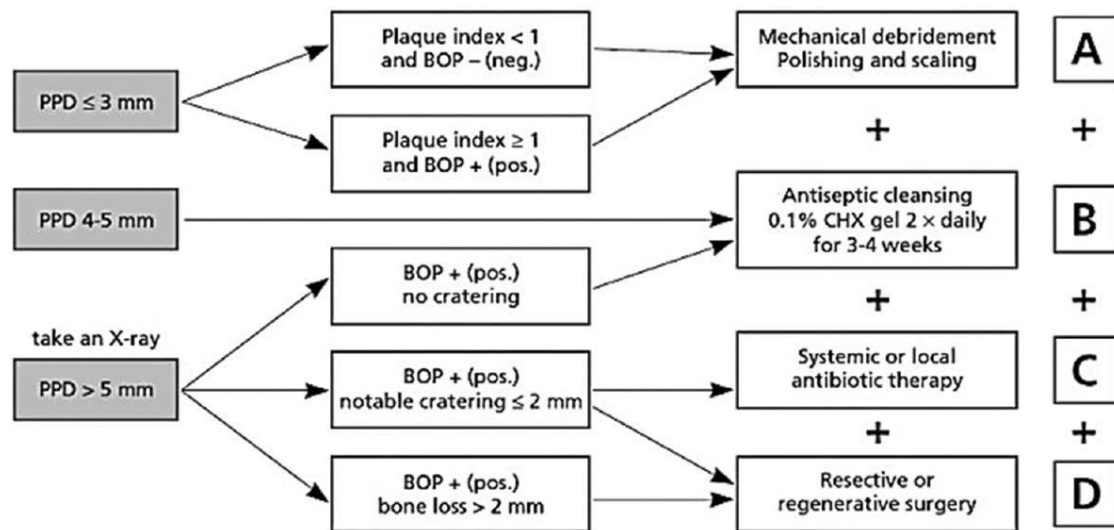 Plaque index < 1
and BOP – (neg.)
Mechanical debridement
Polishing and scaling
A
PPD ≤ 3 mm
+
+
Plaque index ≥ 1
and BOP + (pos.)
PPD 4-5 mm
Antiseptic cleansing
0.1% CHX gel 2 × daily
for 3-4 weeks
B
BOP + (pos.)
no cratering
+
+
take an X-ray
PPD > 5 mm
BOP + (pos.)
notable cratering ≤ 2 mm
Systemic or local
antibiotic therapy
C
+
+
BOP + (pos.)
bone loss > 2 mm
Resective or
regenerative surgery
D